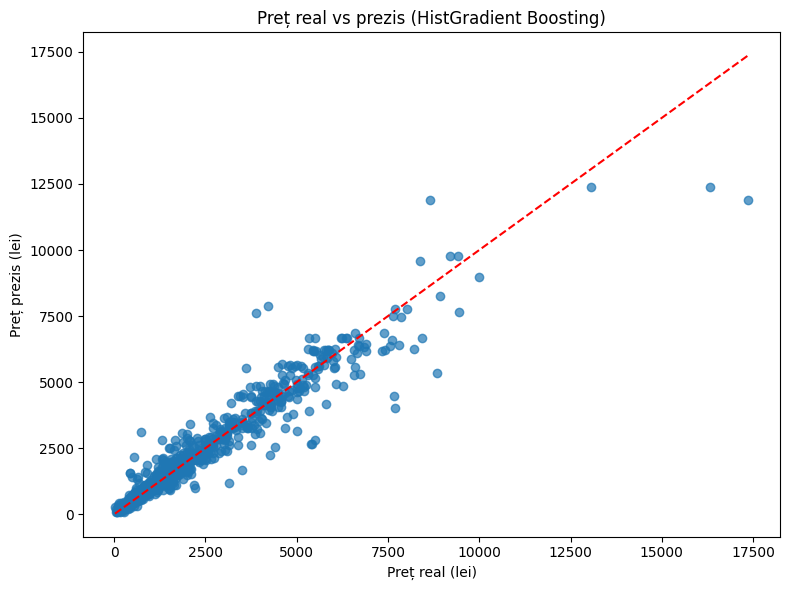 Preț real vs prezis (HistGradient Boosting)
17500
15000
12500
10000
7500
5000
2500
0
Preț prezis (lei)
0 2500 5000 7500 10000 12500 15000 17500
Preț real (lei)